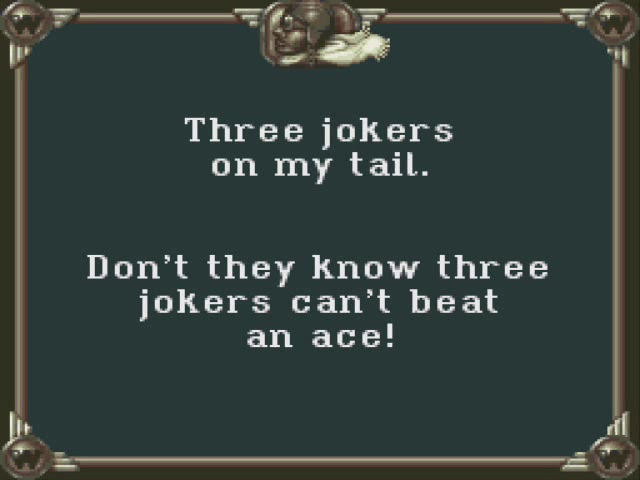 Three jokers
on my tail.
Don't they know three
jokers can't beat
an ace!